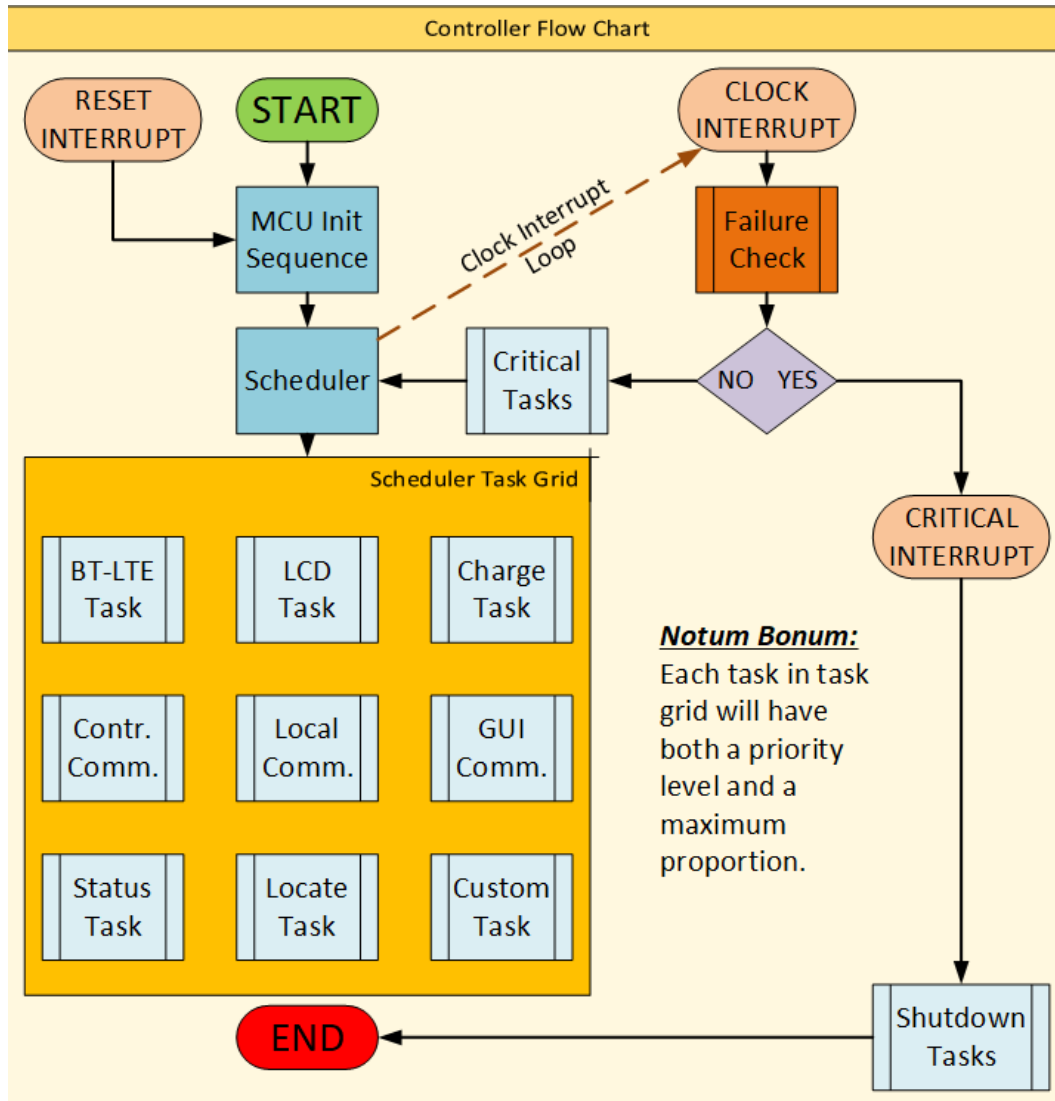 Controller Flow Chart
RESET
INTERRUPT
START
CLOCK
INTERRUPT
MCU Init
Sequence
Clock Interrupt
Loop
Failure
Check
Scheduler
Critical
Tasks
NO YES
Scheduler Task Grid
BT-LTE
Task
LCD
Task
Charge
Task
CRITICAL
INTERRUPT
Contr.
Comm.
Local
Comm.
GUI
Comm.
Notum Bonum:
Each task in task
grid will have
both a priority
level and a
maximum
proportion.
Status
Task
Locate
Task
Custom
Task
END
Shutdown
Tasks